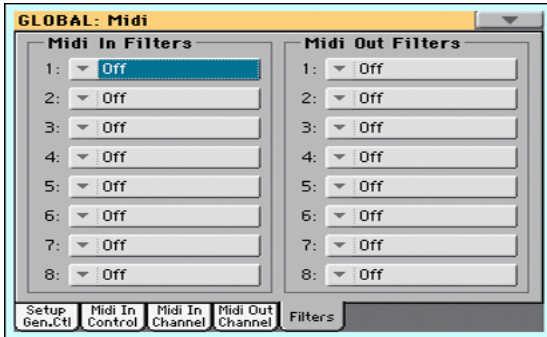 GLOBAL: Midi
Midi In Filters
1: Off
2: Off
3: Off
4: Off
5: Off
6: Off
7: Off
8: Off
Midi Out Filters
1: Off
2: Off
3: Off
4: Off
5: Off
6: Off
7: Off
8: Off
Setup
Gen.Ctl
Midi In
Control
Midi In
Channel
Midi Out
Channel
Filters